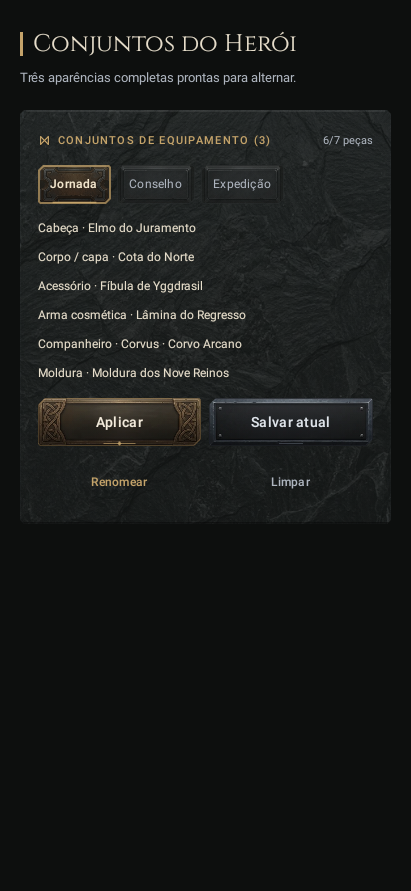 Conjuntos do Herói
Três aparências completas prontas para alternar.
CONJUNTOS DE EQUIPAMENTO (3) 6/7 peças
Jornada Conselho Expedição
Cabeça · Elmo do Juramento
Corpo / capa · Cota do Norte
Acessório · Fíbula de Yggdrasil
Arma cosmética · Lâmina do Regresso
Companheiro · Corvus · Corvo Arcano
Moldura · Moldura dos Nove Reinos
Aplicar Salvar atual
Renomear Limpar